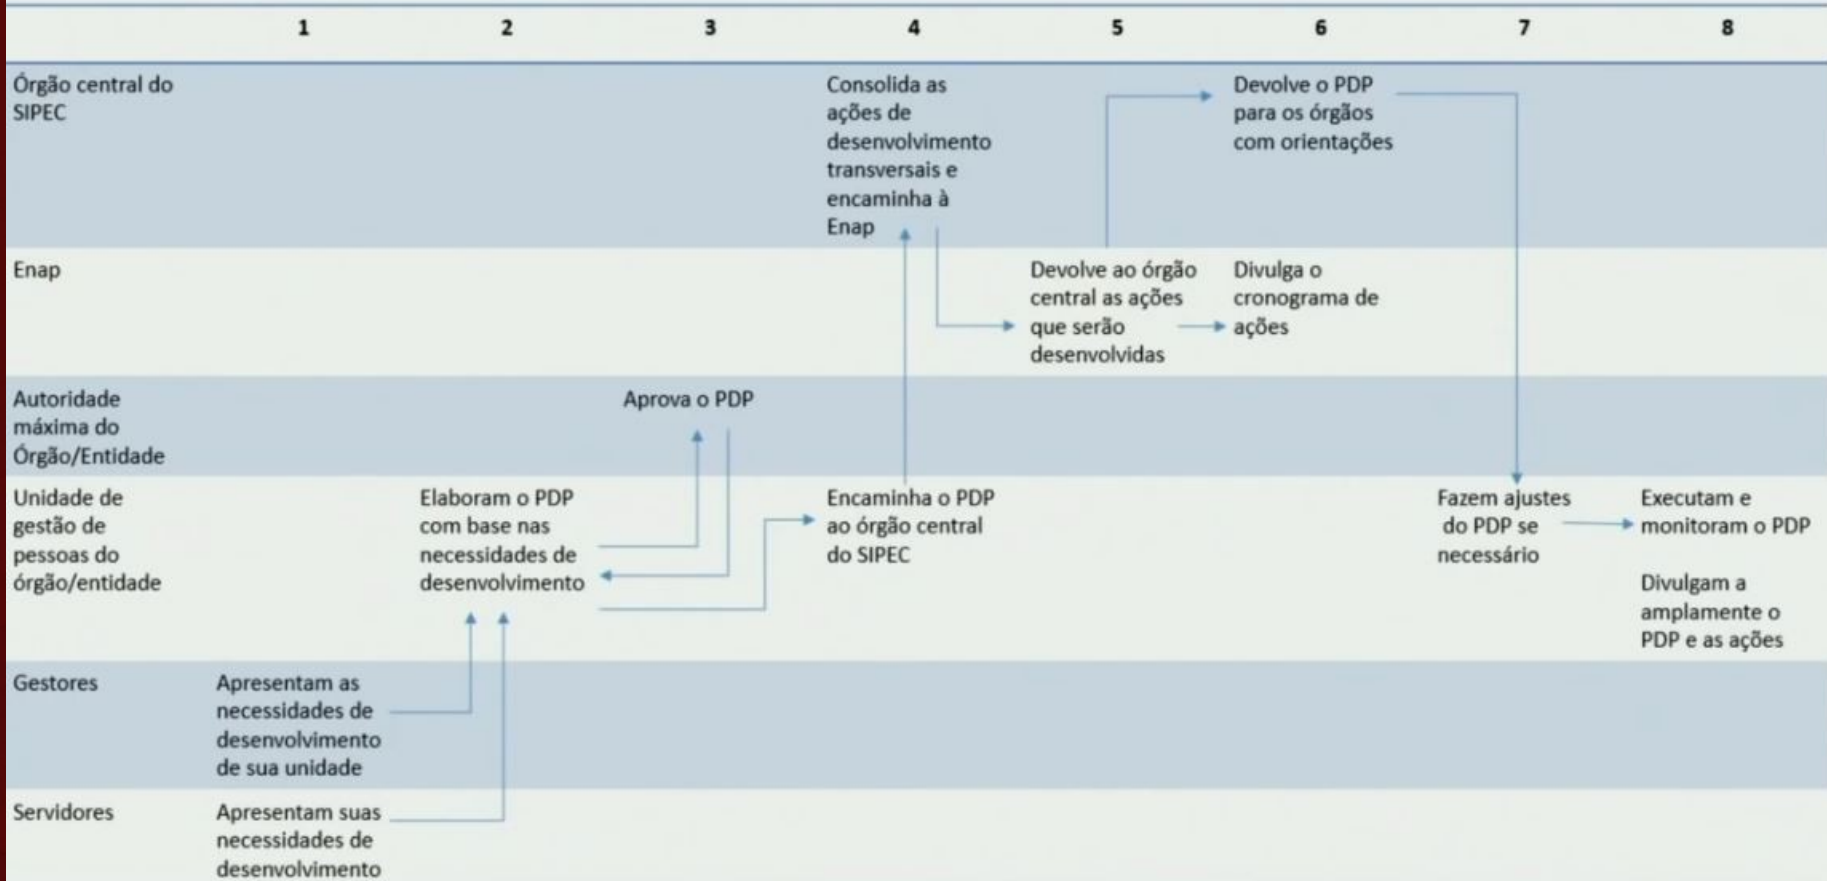 1 2 3 4 5 6 7 8
Órgão central do
SIPEC
Consolida as
ações de
desenvolvimento
transversais e
encaminha à
Enap
Devolve o PDP
para os órgãos
com orientações
Enap
Devolve ao órgão
central as ações
que serão
desenvolvidas
Divulga o
cronograma de
ações
Autoridade
máxima do
Órgão/Entidade
Aprova o PDP
Unidade de
gestão de
pessoas do
órgão/entidade
Elaboram o PDP
com base nas
necessidades de
desenvolvimento
Encaminha o PDP
ao órgão central
do SIPEC
Fazem ajustes
do PDP se
necessário
Executam e
monitoram o PDP
Divulgam a
amplamente o
PDP e as ações
Gestores
Apresentam as
necessidades de
desenvolvimento
de sua unidade
Servidores
Apresentam suas
necessidades de
desenvolvimento